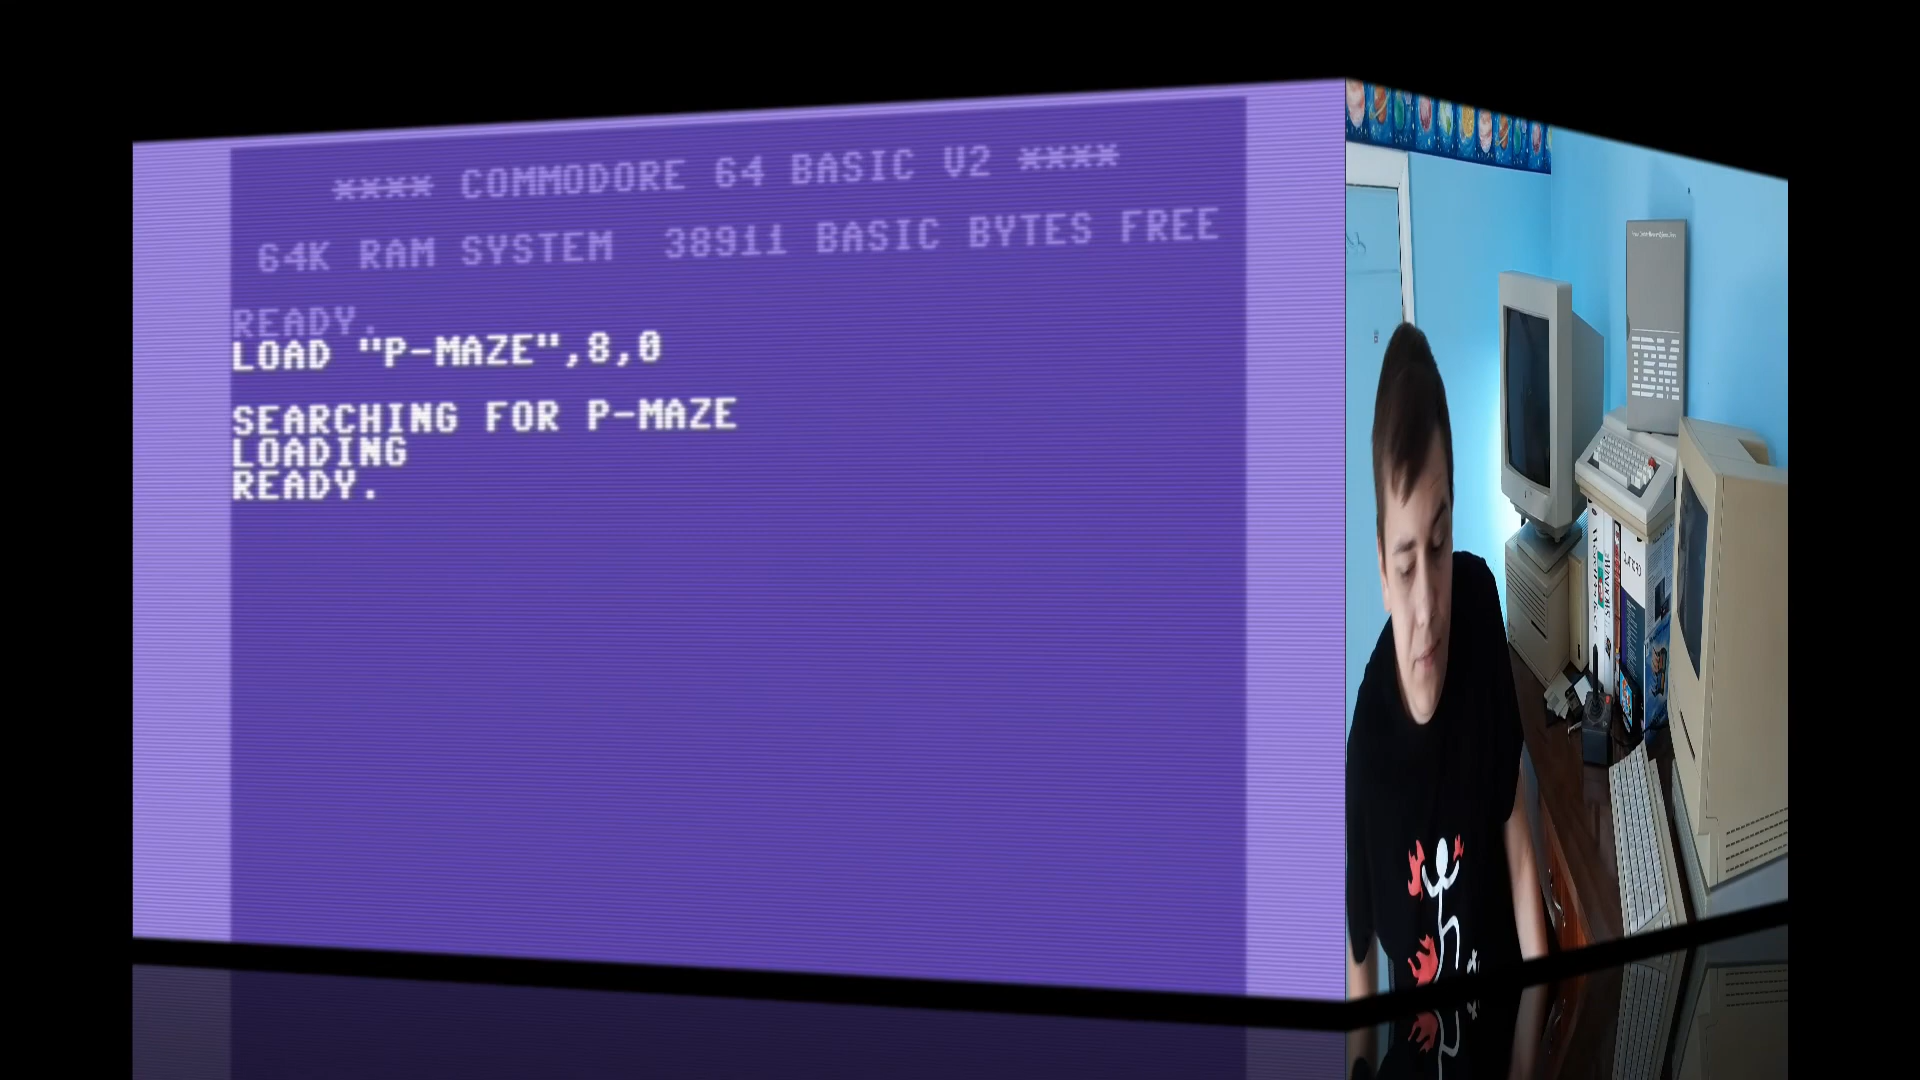 **** COMMODORE 64 BASIC V2 ****
64K RAM SYSTEM  38911 BASIC BYTES FREE
READY.
LOAD "P-MAZE",8,0
SEARCHING FOR P-MAZE
LOADING
READY.